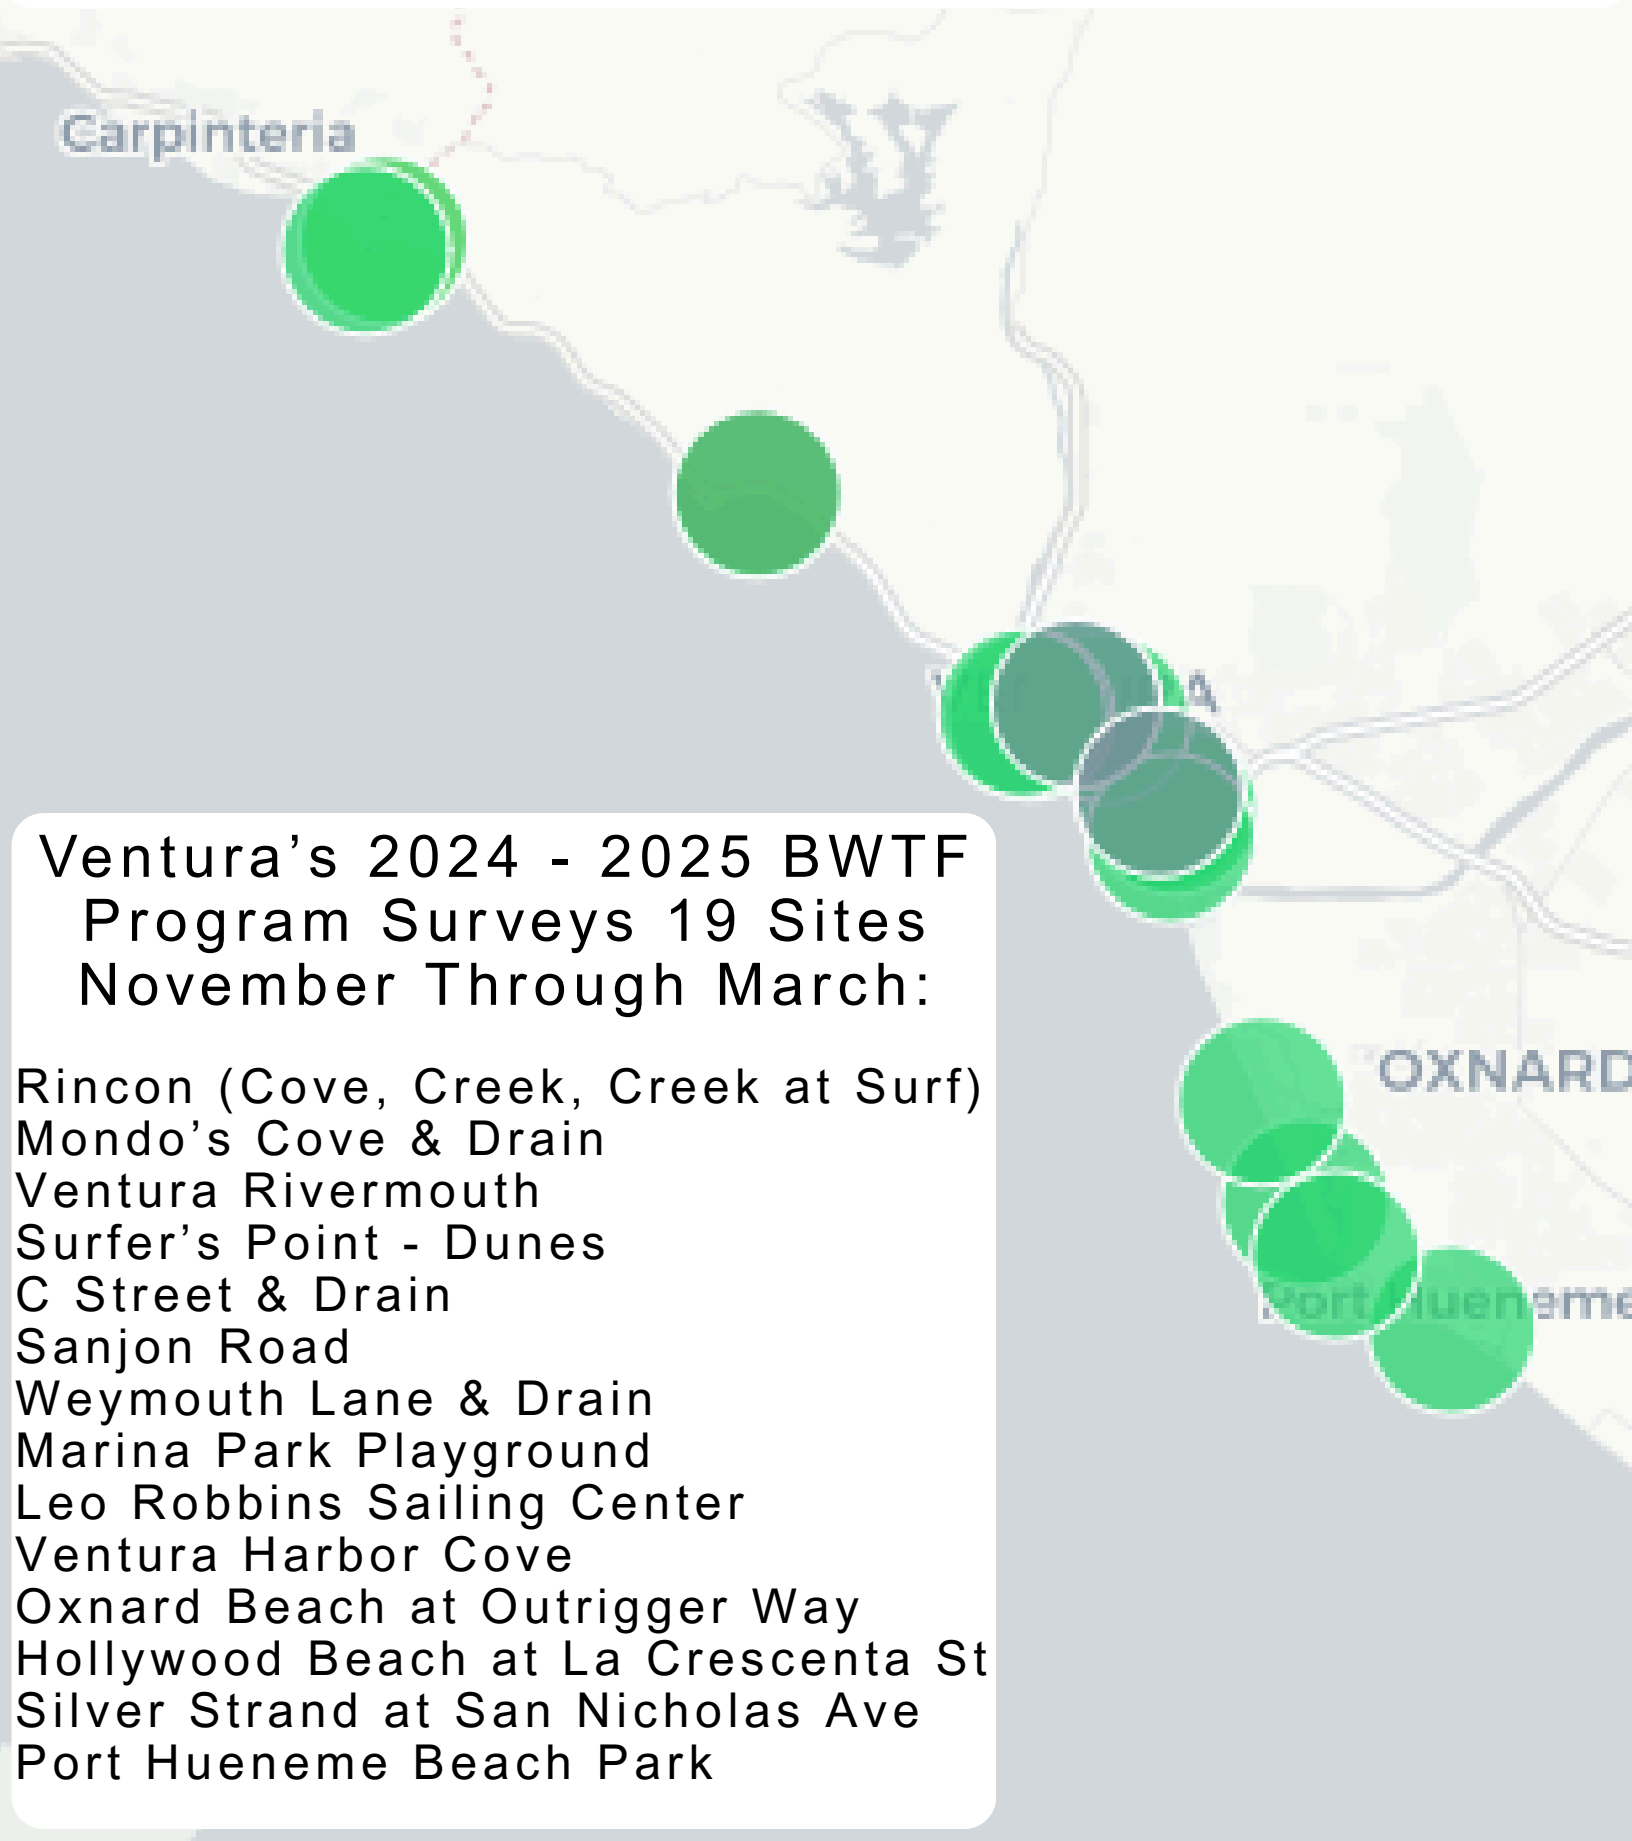 Carpinteria
A
Ventura’s 2024 - 2025 BWTF
Program Surveys 19 Sites
November Through March:
Rincon (Cove, Creek, Creek at Surf)
Mondo’s Cove & Drain
Ventura Rivermouth
Surfer’s Point - Dunes
C Street & Drain
Sanjon Road
Weymouth Lane & Drain
Marina Park Playground
Leo Robbins Sailing Center
Ventura Harbor Cove
Oxnard Beach at Outrigger Way
Hollywood Beach at La Crescenta St
Silver Strand at San Nicholas Ave
Port Hueneme Beach Park
OXNARD
Port Hueneme